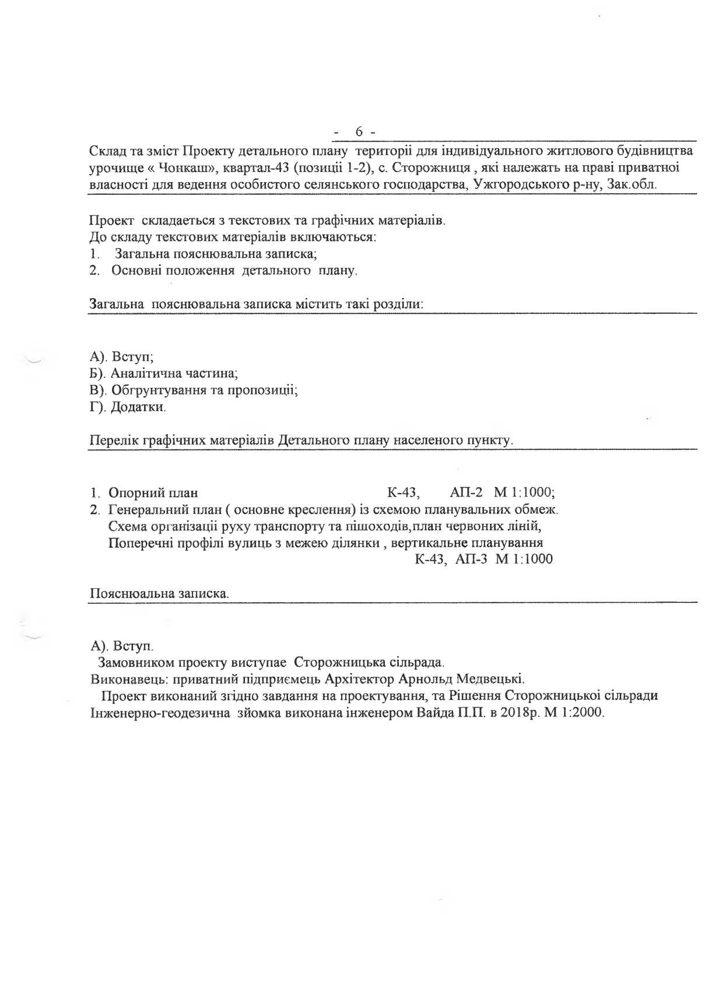 - 6 -
Склад та зміст Проекту детального плану території для індивідуального житлового будівництва
урочище « Чонкаш», квартал-43 (позиції 1-2), с. Сторожниця , які належать на праві приватної
власності для ведення особистого селянського господарства, Ужгородського р-ну, Зак.обл.
Проект складаеться з текстових та графічних матеріалів.
До складу текстових матеріалів включаються:
1. Загальна пояснювальна записка;
2. Основні положення детального плану.
Загальна пояснювальна записка містить такі розділи:
А). Вступ;
Б). Аналітична частина;
В). Обгрунтування та пропозиції;
Г). Додатки.
Перелік графічних матеріалів Детального плану населеного пункту.
1. Опорний план К-43, АП-2 М 1:1000;
2. Генеральний план ( основне креслення) із схемою планувальних обмеж.
Схема організації руху транспорту та пішоходів,план червоних ліній,
Поперечні профілі вулиць з межею ділянки , вертикальне планування
К-43, АП-3 М 1:1000
Пояснюальна записка.
А). Вступ.
Замовником проекту виступае Сторожницька сільрада.
Виконавець: приватний підприємець Архітектор Арнольд Медвецькі.
Проект виконаний згідно завдання на проектування, та Рішення Сторожницької сільради
Інженерно-геодезична зйомка виконана інженером Вайда П.П. в 2018р. М 1:2000.